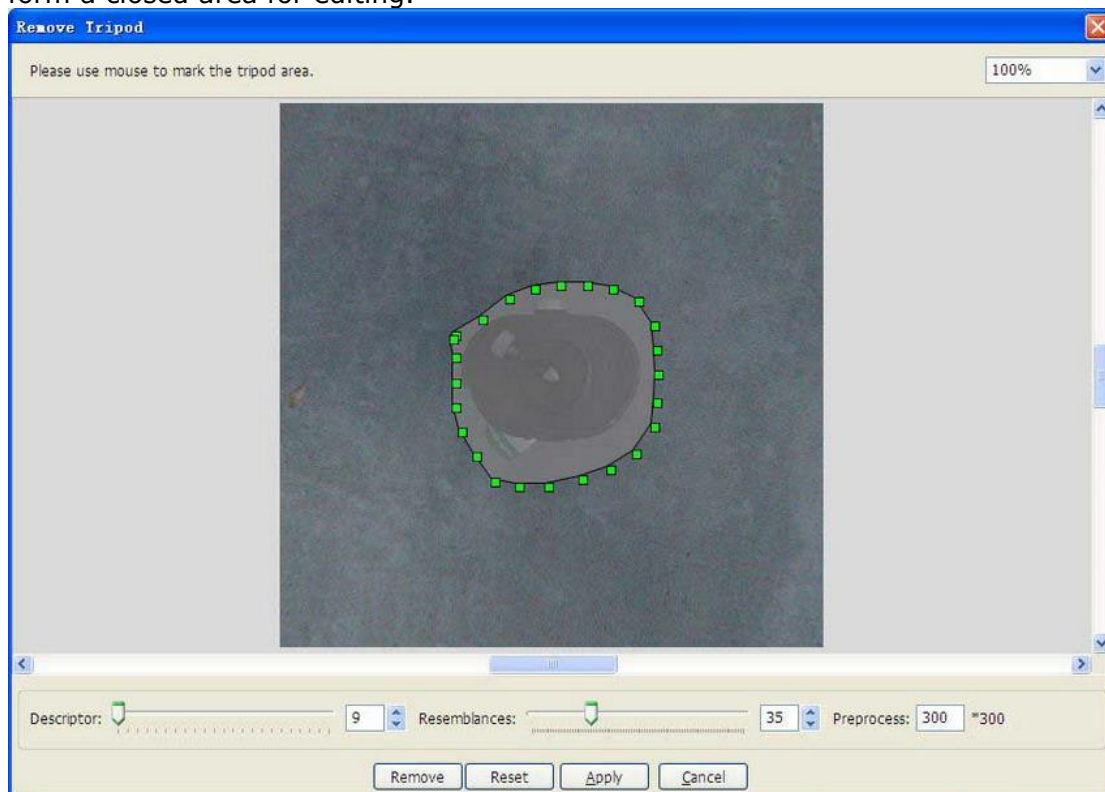 form a closed area for editing.
Remove Tripod
Please use mouse to mark the tripod area.
100%
Descriptor: 9 Resemblances: 35 Preprocess: 300 *300
Remove Reset Apply Cancel